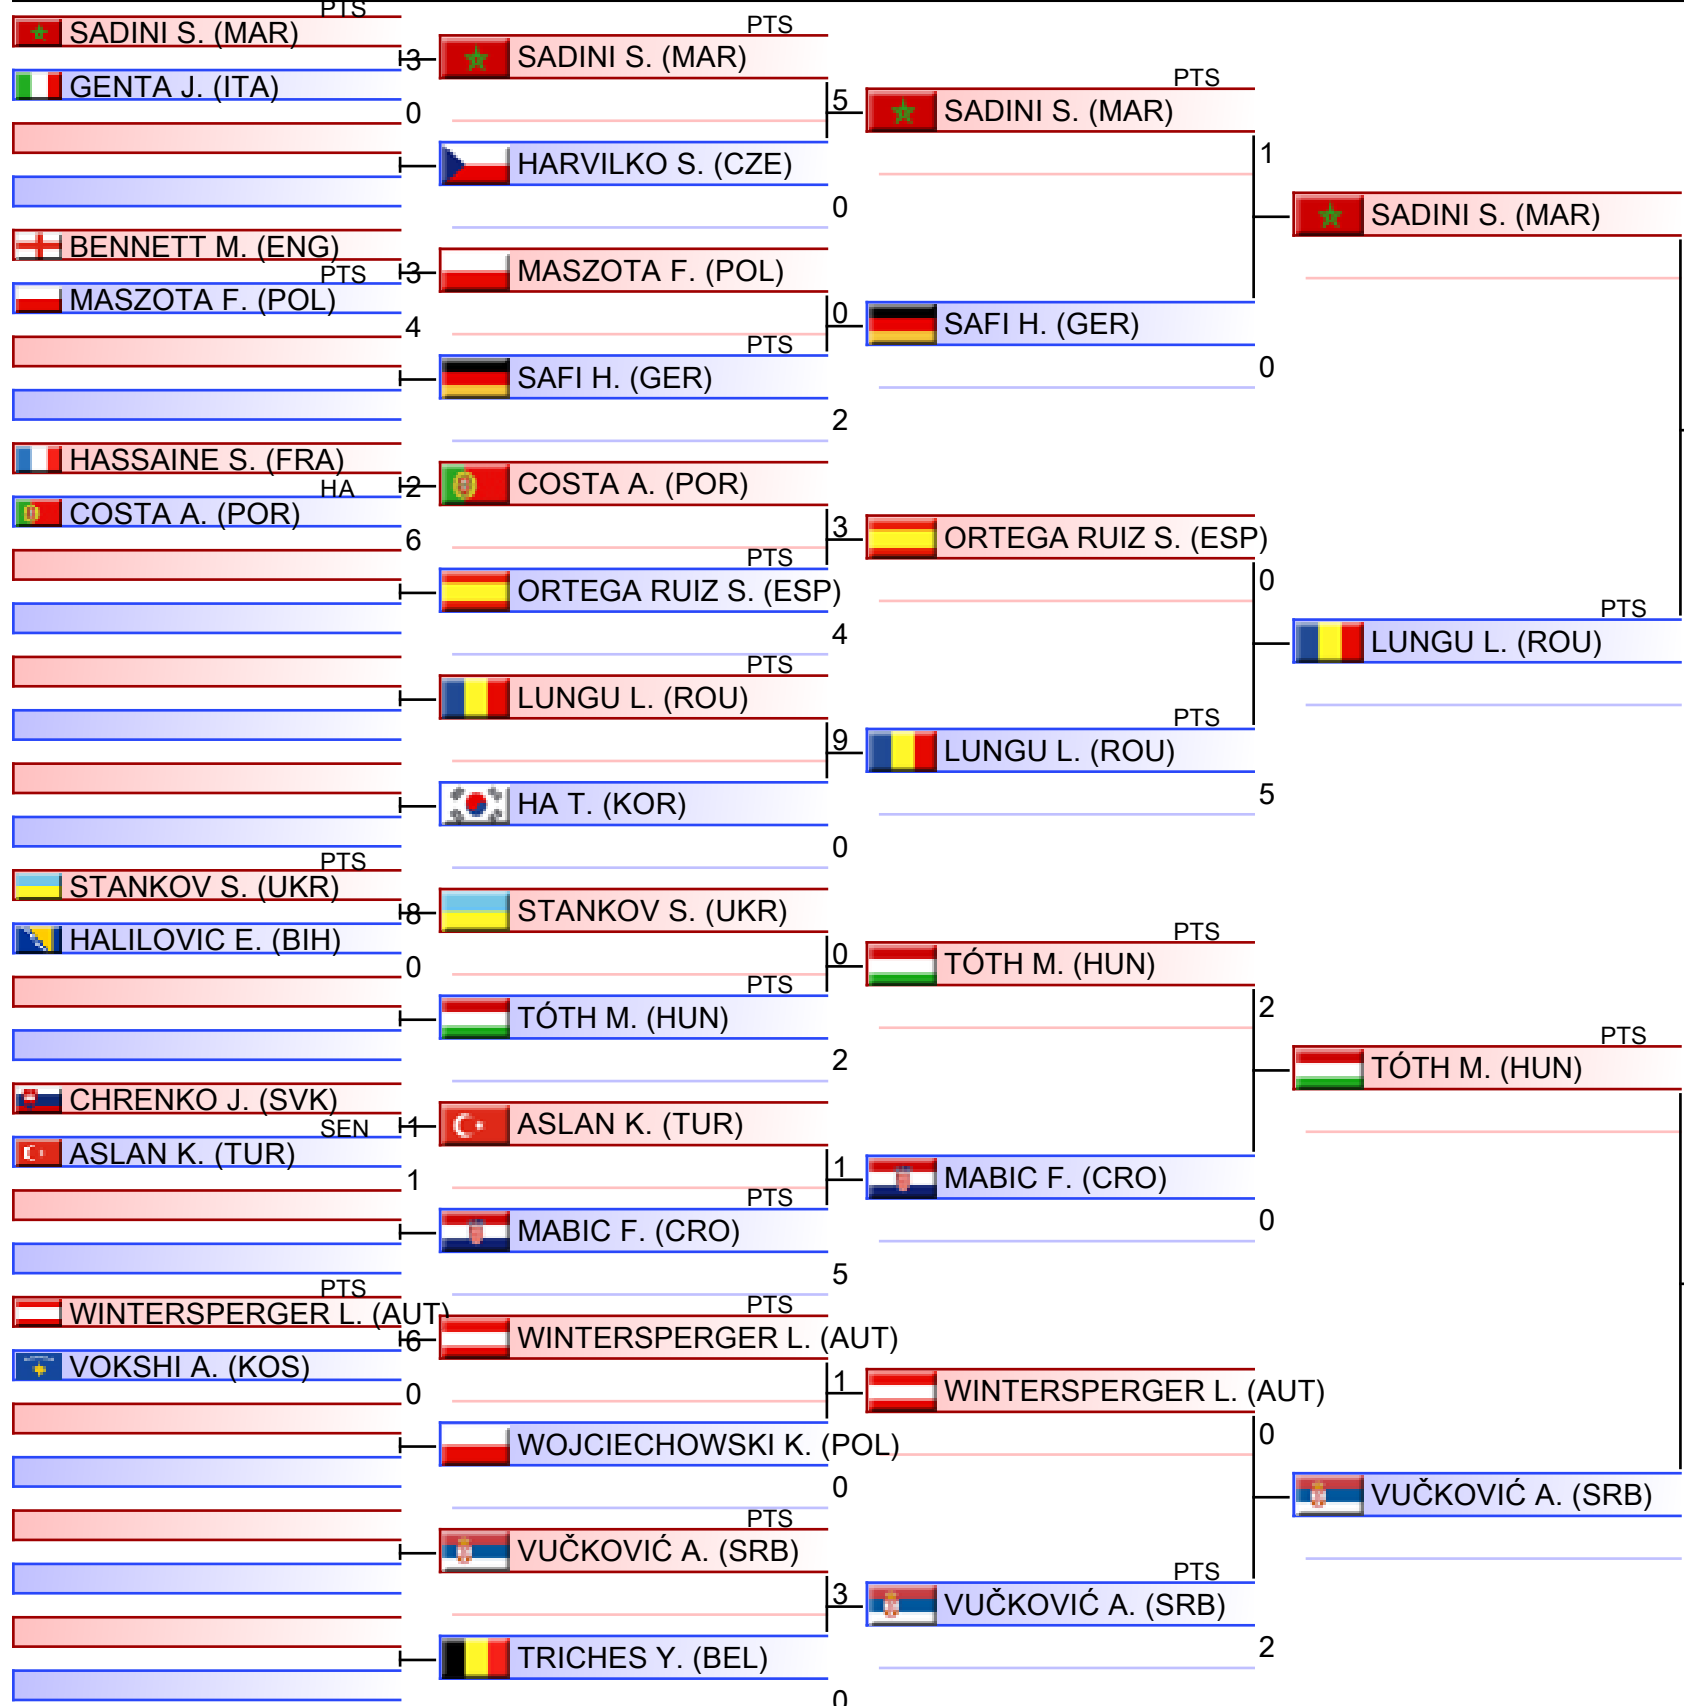 PTS
SADINI S. (MAR)
3
GENTA J. (ITA)
0
BENNETT M. (ENG)
3
PTS
MASZOTA F. (POL)
4
HASSAINE S. (FRA)
2
HA
COSTA A. (POR)
6
PTS
STANKOV S. (UKR)
8
HALILOVIC E. (BIH)
0
CHRENKO J. (SVK)
1
SEN
ASLAN K. (TUR)
1
PTS
WINTERSPERGER L. (AUT)
6
VOKSHI A. (KOS)
0
PTS
SADINI S. (MAR)
5
HARVILKO S. (CZE)
0
MASZOTA F. (POL)
0
PTS
SAFI H. (GER)
2
COSTA A. (POR)
3
PTS
ORTEGA RUIZ S. (ESP)
4
PTS
LUNGU L. (ROU)
9
HA T. (KOR)
0
STANKOV S. (UKR)
0
PTS
TÓTH M. (HUN)
2
ASLAN K. (TUR)
1
PTS
MABIC F. (CRO)
5
PTS
WINTERSPERGER L. (AUT)
1
WOJCIECHOWSKI K. (POL)
0
PTS
VUČKOVIĆ A. (SRB)
3
TRICHES Y. (BEL)
0
PTS
SADINI S. (MAR)
1
SAFI H. (GER)
0
ORTEGA RUIZ S. (ESP)
0
PTS
LUNGU L. (ROU)
5
PTS
TÓTH M. (HUN)
2
MABIC F. (CRO)
0
WINTERSPERGER L. (AUT)
0
PTS
VUČKOVIĆ A. (SRB)
2
SADINI S. (MAR)
PTS
LUNGU L. (ROU)
PTS
TÓTH M. (HUN)
VUČKOVIĆ A. (SRB)